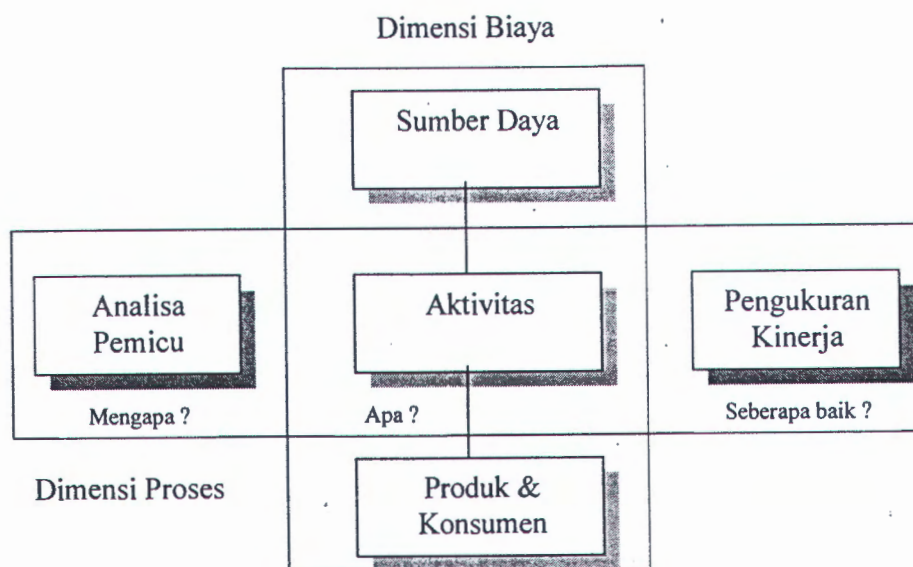 Dimensi Biaya
Sumber Daya
Analisa
Pemicu
Mengapa ?
Aktivitas
Apa ?
Pengukuran
Kinerja
Seberapa baik ?
Dimensi Proses
Produk &
Konsumen